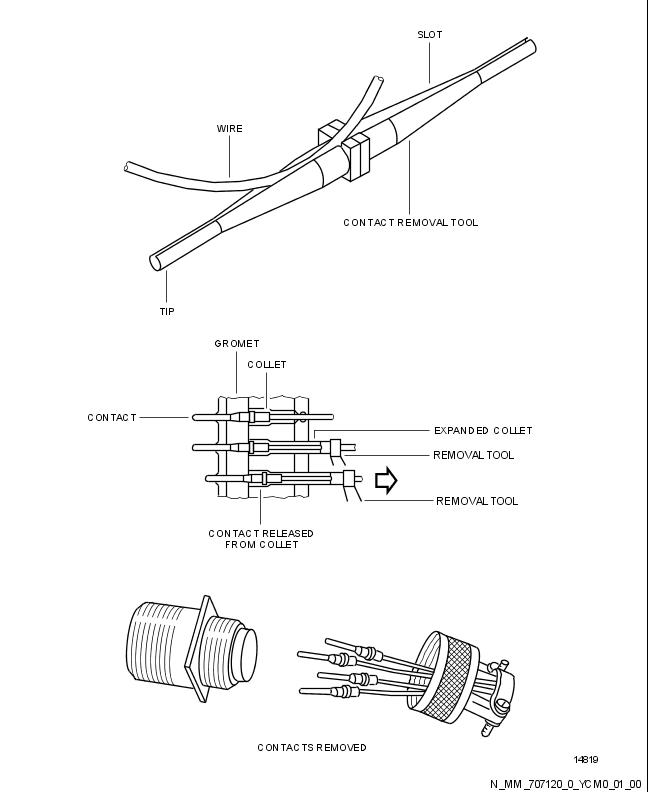 SLOT
WIRE
CONTACT REMOVAL TOOL
TIP
GROMET
COLLET
CONTACT
EXPANDED COLLET
REMOVAL TOOL
REMOVAL TOOL
CONTACT RELEASED
FROM COLLET
CONTACTS REMOVED
14819
N_MM_707120_0_YCM0_01_00